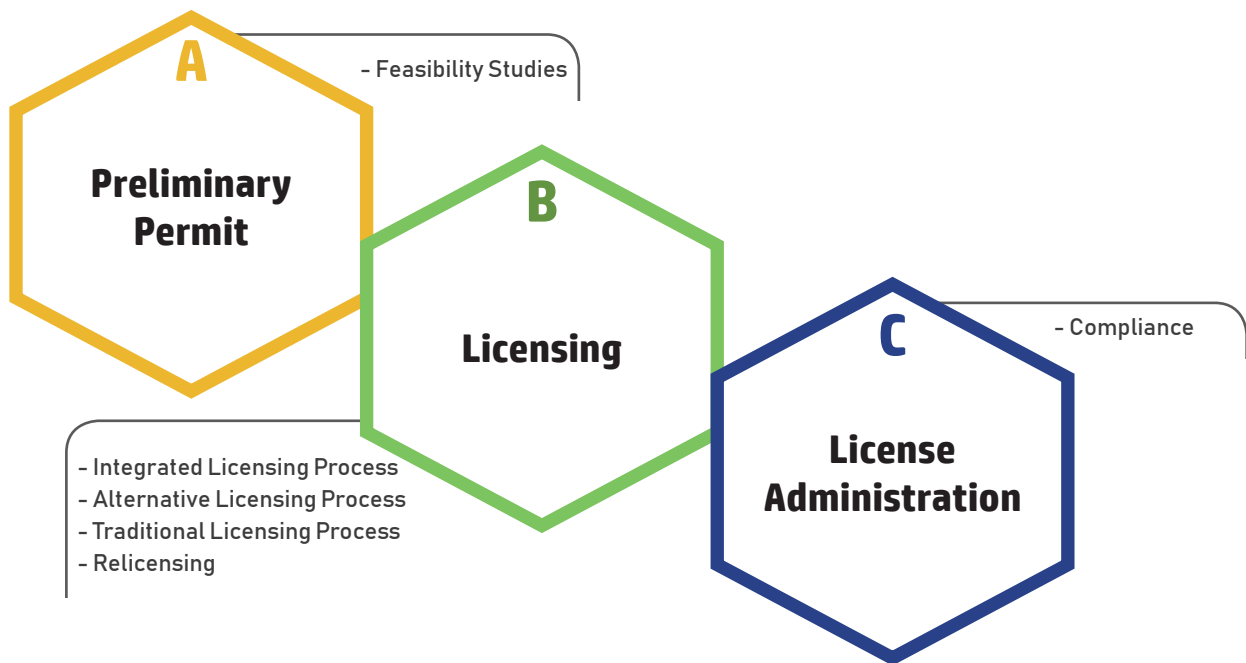 A
- Feasibility Studies
Preliminary
Permit
B
Licensing
- Integrated Licensing Process
- Alternative Licensing Process
- Traditional Licensing Process
- Relicensing
C
- Compliance
License
Administration